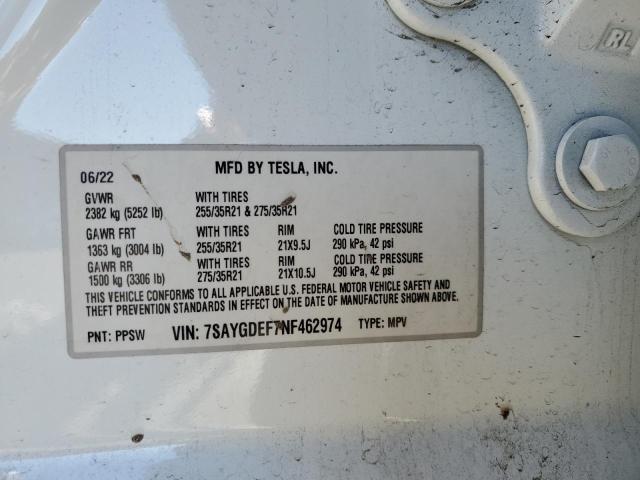 RL
06/22 MFD BY TESLA, INC.
GVWR WITH TIRES
2382 kg (5252 lb) 255/35R21 & 275/35R21
GAWR FRT WITH TIRES RIM COLD TIRE PRESSURE
1363 kg (3004 lb) 255/35R21 21X9.5J 290 kPa, 42 psi
GAWR RR WITH TIRES RIM COLD TIRE PRESSURE
1500 kg (3306 lb) 275/35R21 21X10.5J 290 kPa, 42 psi
THIS VEHICLE CONFORMS TO ALL APPLICABLE U.S. FEDERAL MOTOR VEHICLE SAFETY AND
THEFT PREVENTION STANDARDS IN EFFECT ON THE DATE OF MANUFACTURE SHOWN ABOVE.
PNT: PPSW VIN: 7SAYGDEF7NF462974 TYPE: MPV